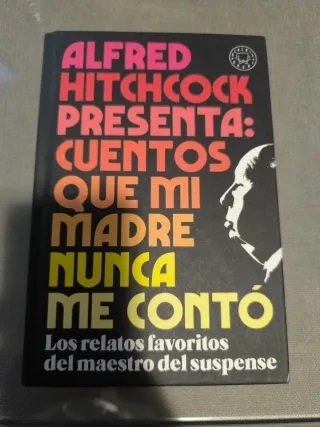 ALFRED
HITCHCOCK
PRESENTA:
CUENTOS
QUE MI
MADRE
NUNCA
ME CONTÓ
Los relatos favoritos
del maestro del suspense